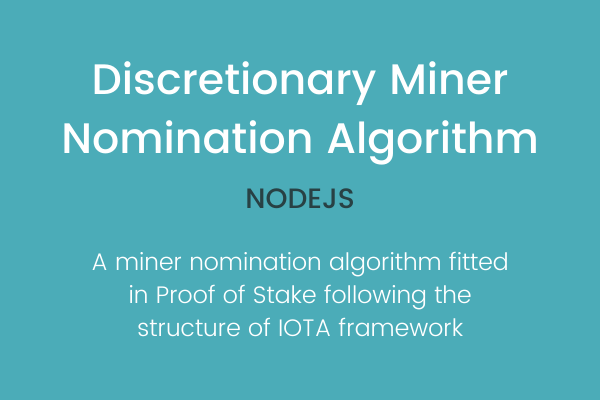 Discretionary Miner
Nomination Algorithm
NODEJS
A miner nomination algorithm fitted
in Proof of Stake following the
structure of IOTA framework